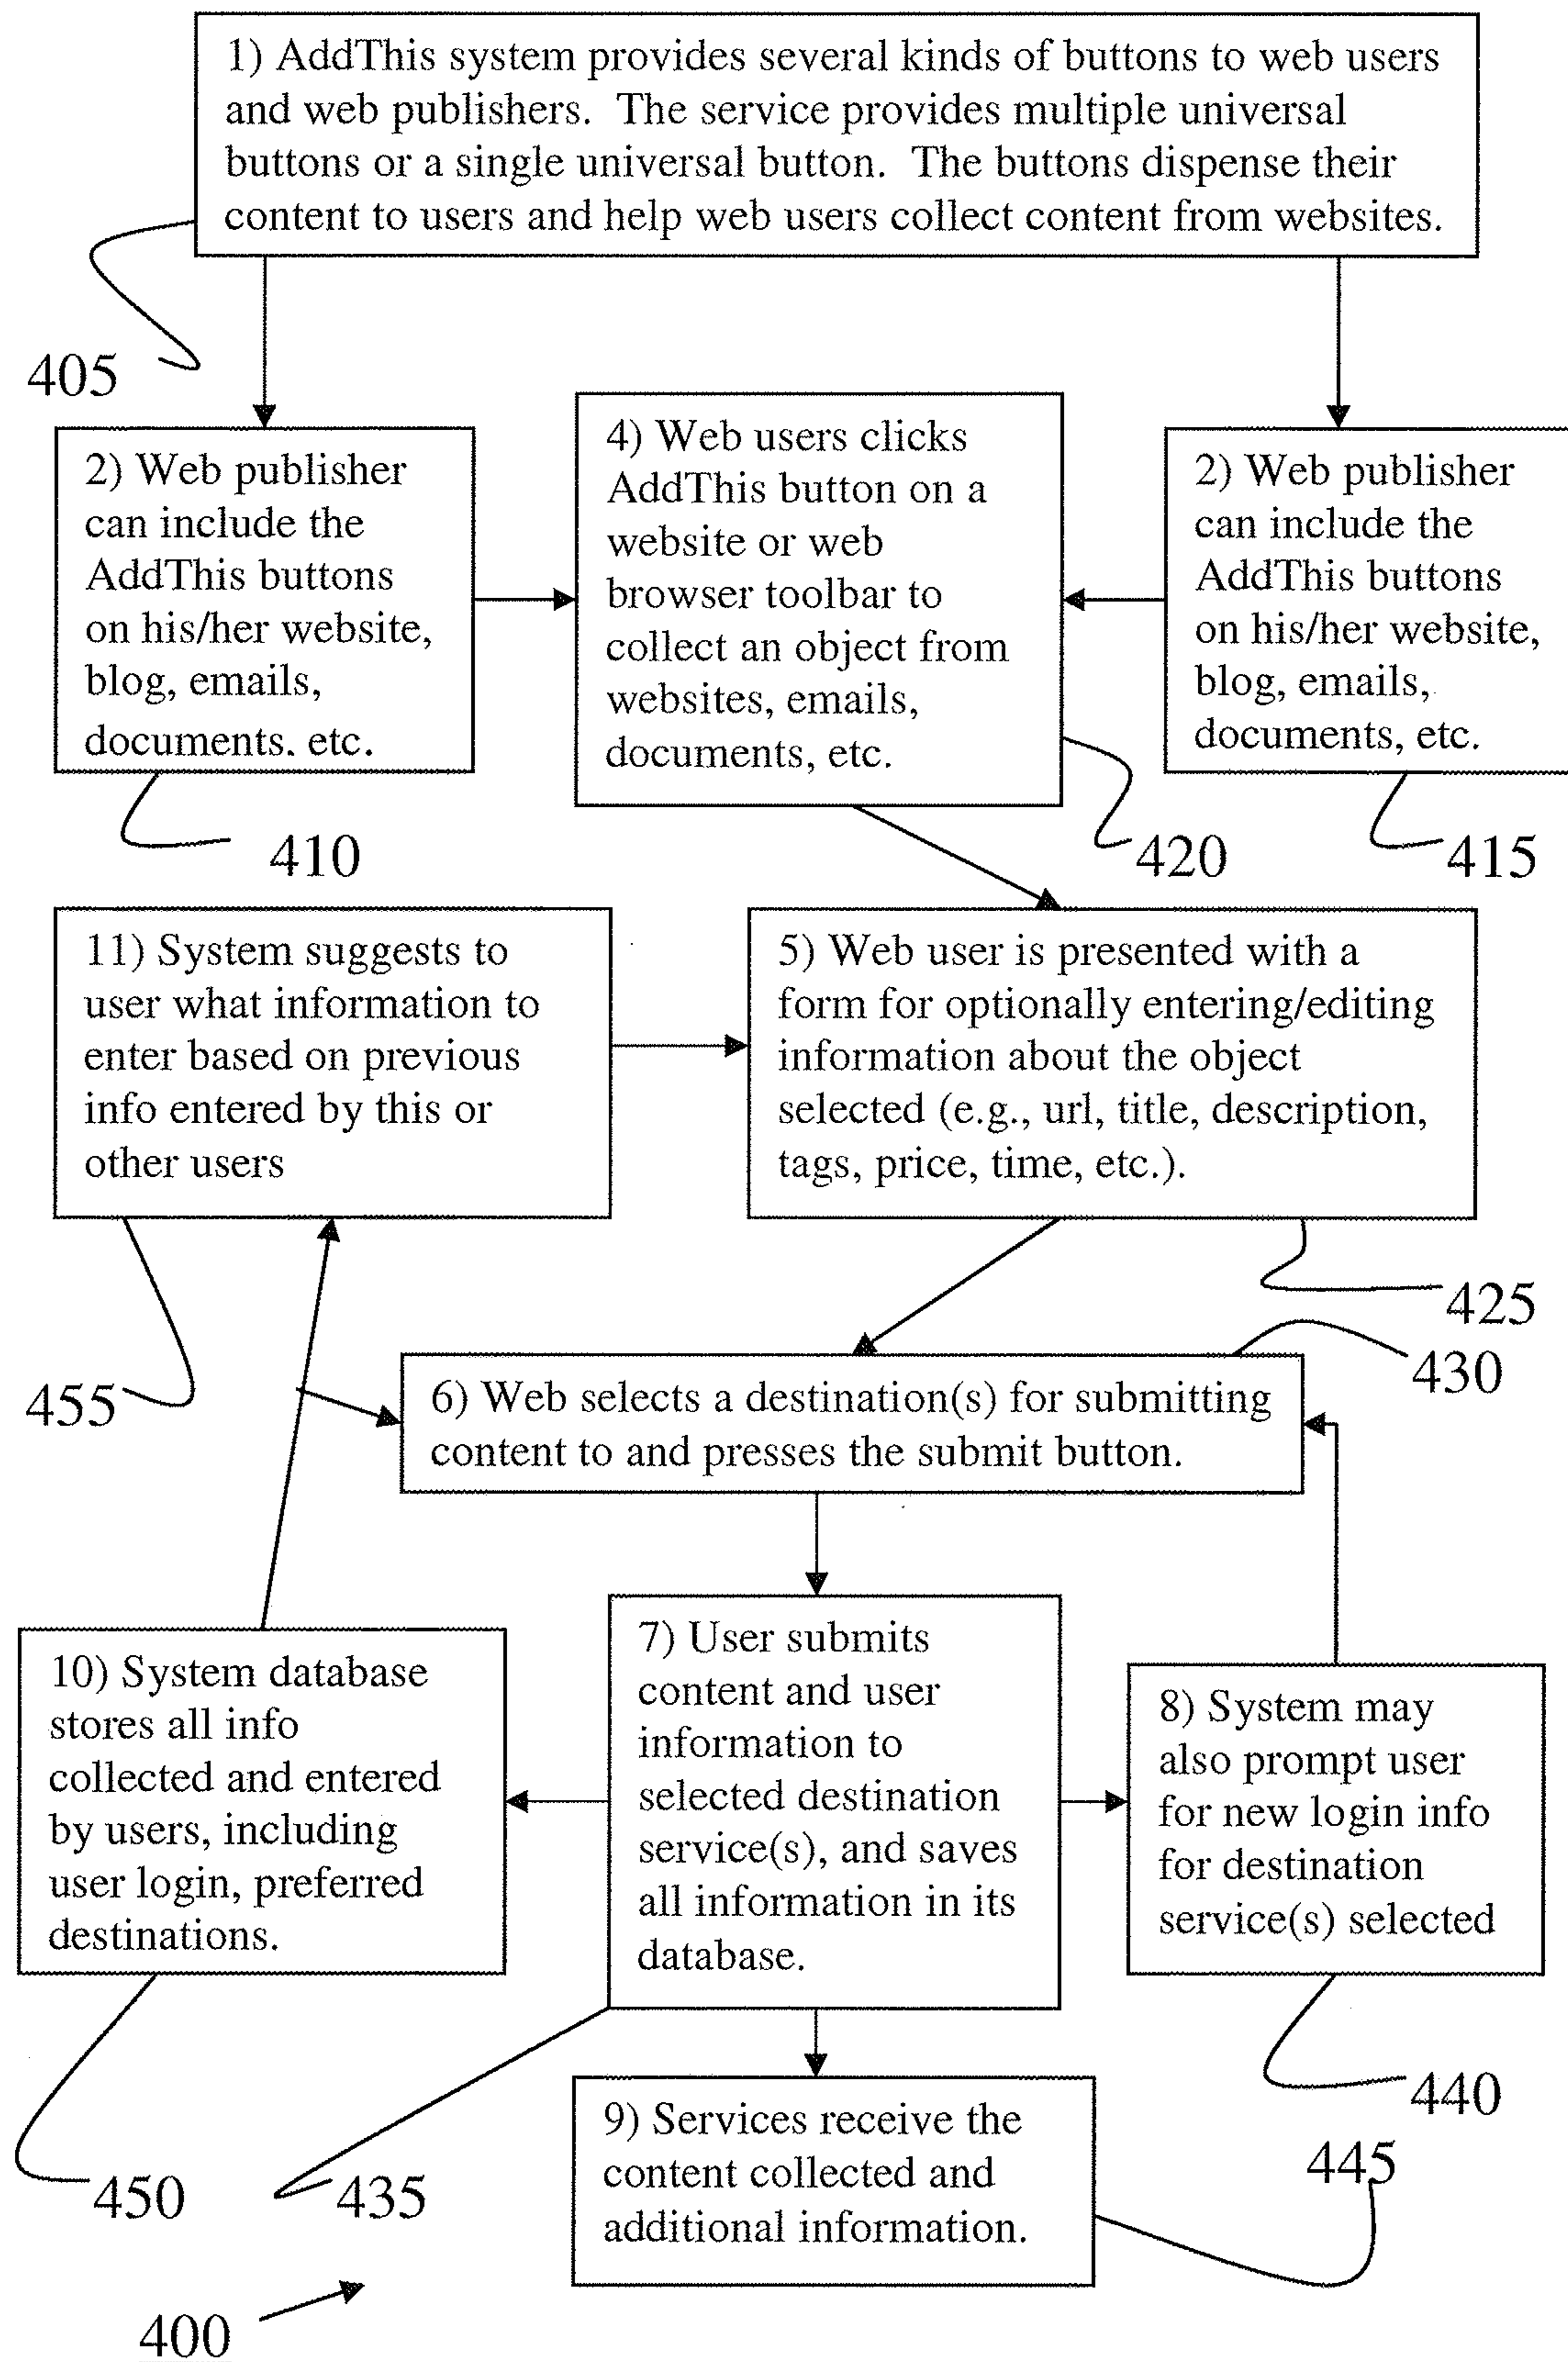 1) AddThis system provides several kinds of buttons to web users
and web publishers.  The service provides multiple universal
buttons or a single universal button.  The buttons dispense their
content to users and help web users collect content from websites.
405
2) Web publisher
can include the
AddThis buttons
on his/her website,
blog, emails,
documents. etc.
410
4) Web users clicks
AddThis button on a
website or web
browser toolbar to
collect an object from
websites, emails,
documents, etc.
420
2) Web publisher
can include the
AddThis buttons
on his/her website,
blog, emails,
documents, etc.
415
11) System suggests to
user what information to
enter based on previous
info entered by this or
other users
455
5) Web user is presented with a
form for optionally entering/editing
information about the object
selected (e.g., url, title, description,
tags, price, time, etc.).
425
430
6) Web selects a destination(s) for submitting
content to and presses the submit button.
10) System database
stores all info
collected and entered
by users, including
user login, preferred
destinations.
450
7) User submits
content and user
information to
selected destination
service(s), and saves
all information in its
database.
435
8) System may
also prompt user
for new login info
for destination
service(s) selected
440
9) Services receive the
content collected and
additional information.
445
400